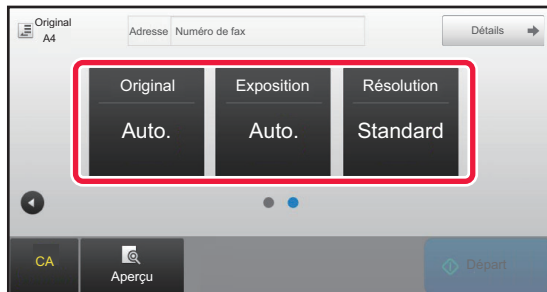 Original
A4
Adresse Numéro de fax
Détails
Original
Exposition
Résolution
Auto.
Auto.
Standard
CA
Aperçu
Départ